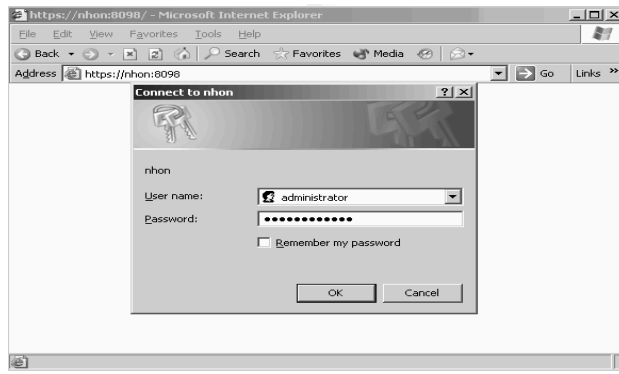 https://nhon:8098/ - Microsoft Internet Explorer
File Edit View Favorites Tools Help
Back Search Favorites Media
Address https://nhon:8098 Go Links »
Connect to nhon
nhon
User name: administrator
Password: ●●●●●●●●●●●●
Remember my password
OK Cancel